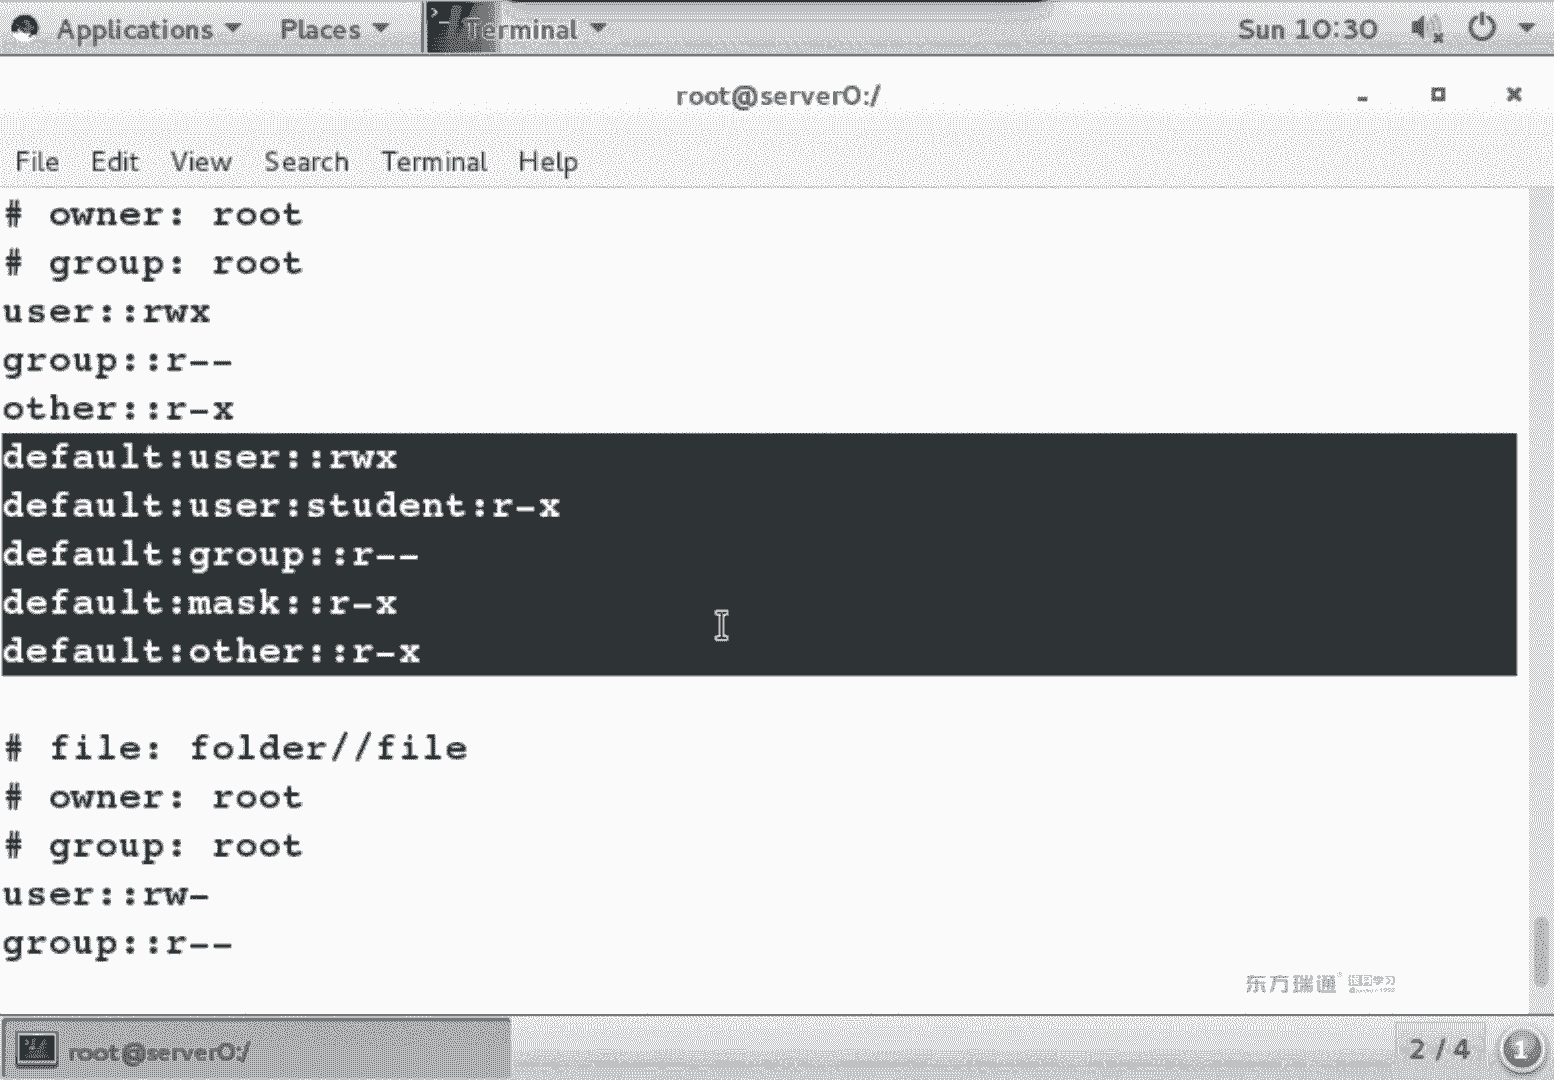 Applications Places Terminal Sun 10:30
root@server0:/
File Edit View Search Terminal Help
# owner: root
# group: root
user::rwx
group::r--
other::r-x
default:user::rwx
default:user:student:r-x
default:group::r--
default:mask::r-x
default:other::r-x
# file: folder//file
# owner: root
# group: root
user::rw-
group::r--
东方瑞通
root@server0:/ 2 / 4 1